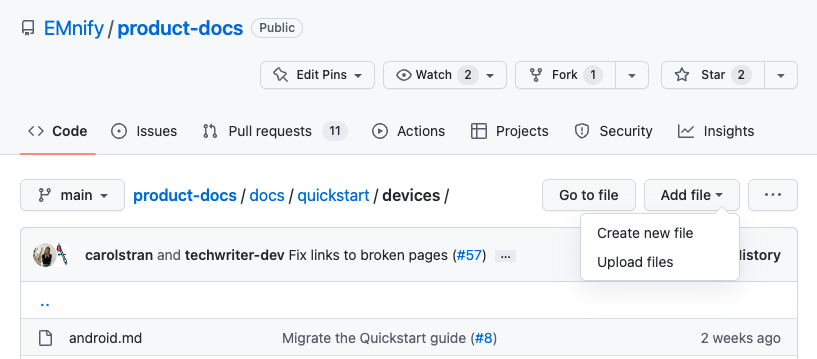 EMnify / product-docs Public
Edit Pins Watch 2 Fork 1 Star 2
Code Issues Pull requests 11 Actions Projects Security Insights
main product-docs / docs / quickstart / devices / Go to file Add file ...
Create new file
Upload files
carolstran and techwriter-dev Fix links to broken pages (#57) ... History
..
android.md Migrate the Quickstart guide (#8) 2 weeks ago